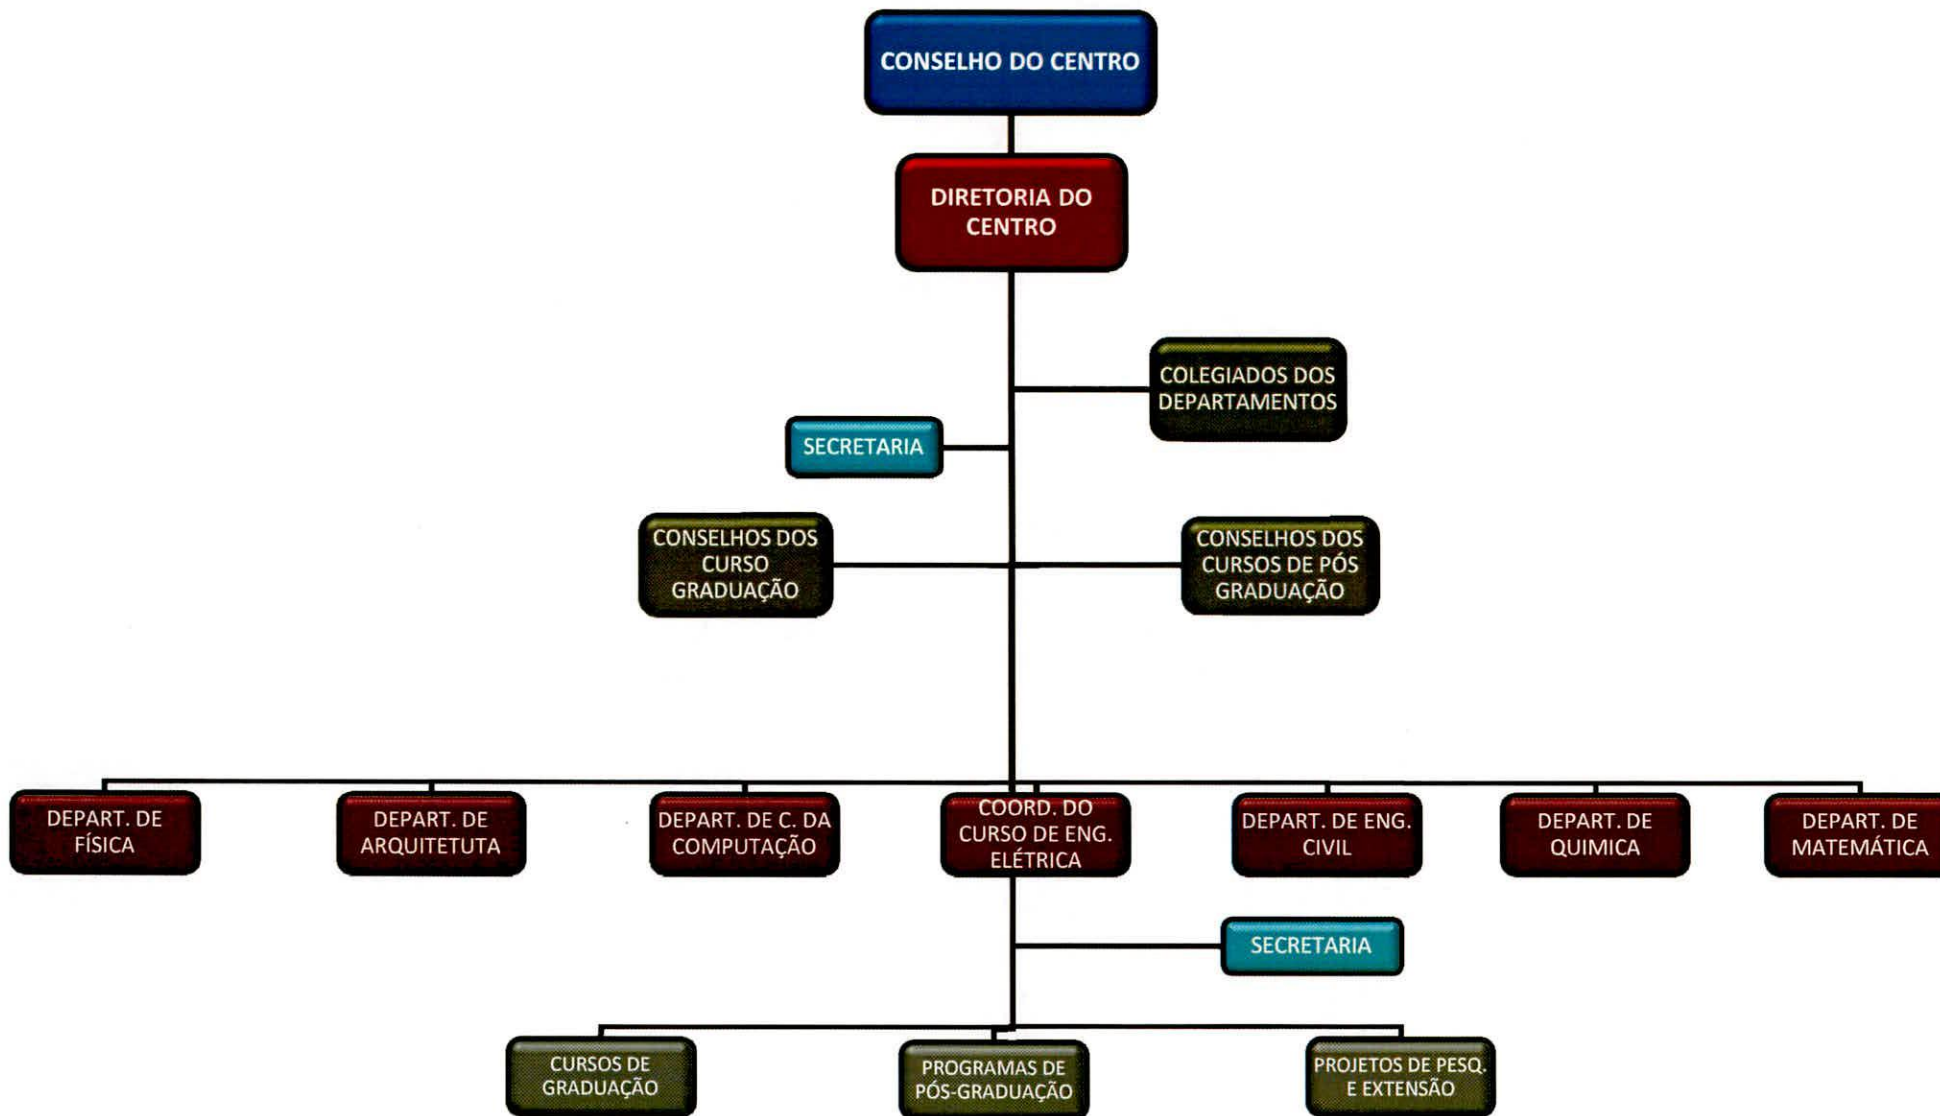 CONSELHO DO CENTRO
DIRETORIA DO
CENTRO
COLEGIADOS DOS
DEPARTAMENTOS
SECRETARIA
CONSELHOS DOS
CURSO
GRADUAÇÃO
CONSELHOS DOS
CURSOS DE PÓS
GRADUAÇÃO
DEPART. DE
FÍSICA
DEPART. DE
ARQUITETUTA
DEPART. DE C. DA
COMPUTAÇÃO
COORD. DO
CURSO DE ENG.
ELÉTRICA
DEPART. DE ENG.
CIVIL
DEPART. DE
QUIMICA
DEPART. DE
MATEMÁTICA
SECRETARIA
CURSOS DE
GRADUAÇÃO
PROGRAMAS DE
PÓS-GRADUAÇÃO
PROJETOS DE PESQ.
E EXTENSÃO